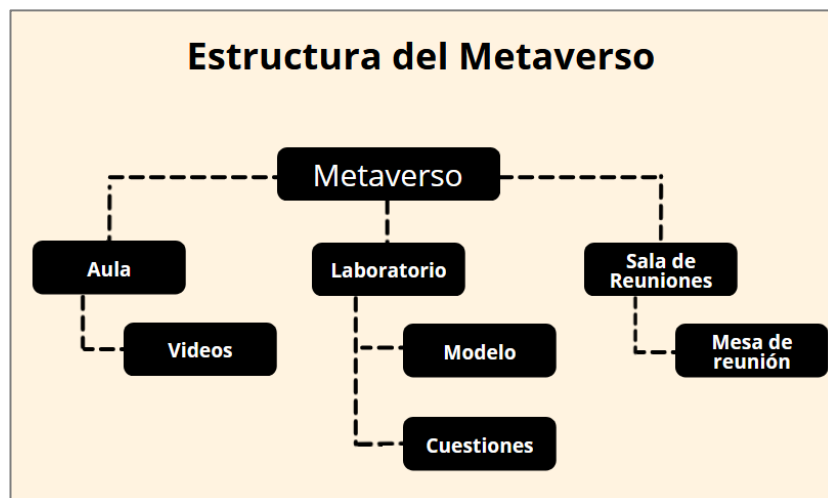 Estructura del Metaverso
Metaverso
Aula
Laboratorio
Sala de
Reuniones
Videos
Modelo
Mesa de
reunión
Cuestiones